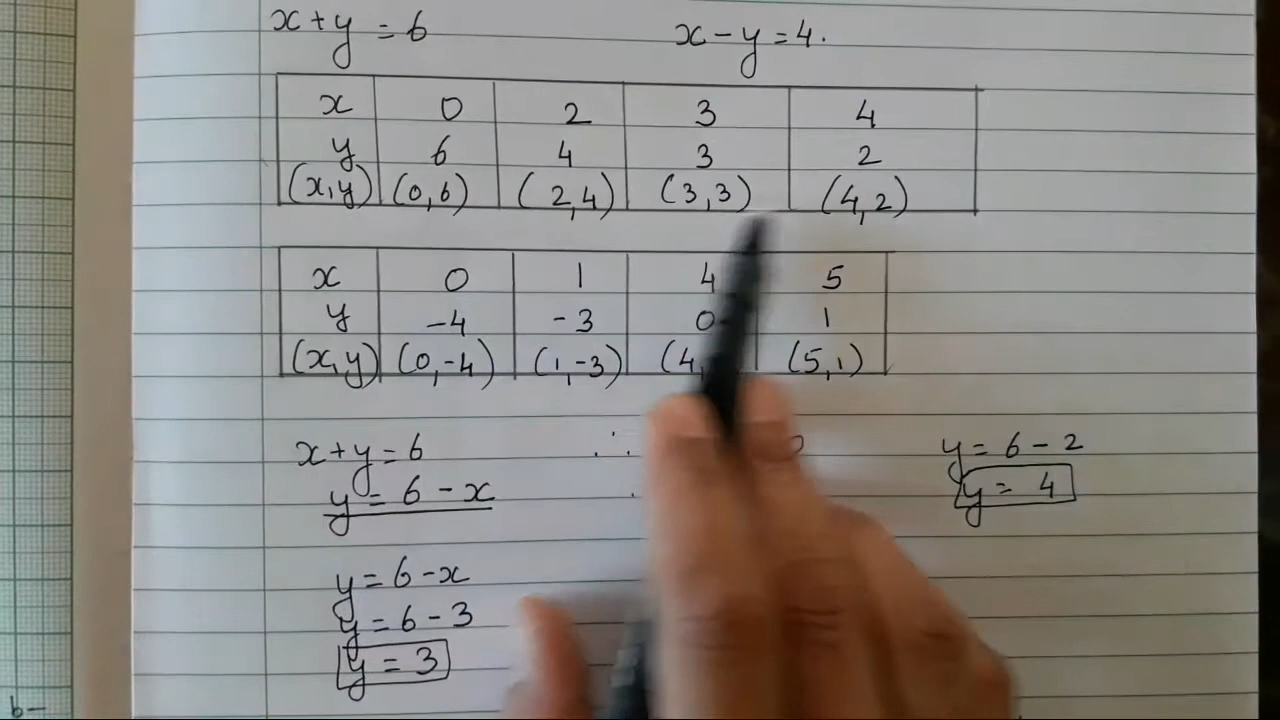 x + y = 6    x - y = 4.
x 0 2 3 4
y 6 4 3 2
(x,y) (0,6) (2,4) (3,3) (4,2)
x 0 1 4 5
y -4 -3 0 1
(x,y) (0,-4) (1,-3) (4, (5,1)
x + y = 6 ∴ y = 6 - 2
y = 6 - x y = 4
y = 6 - x
y = 6 - 3
y = 3
6-